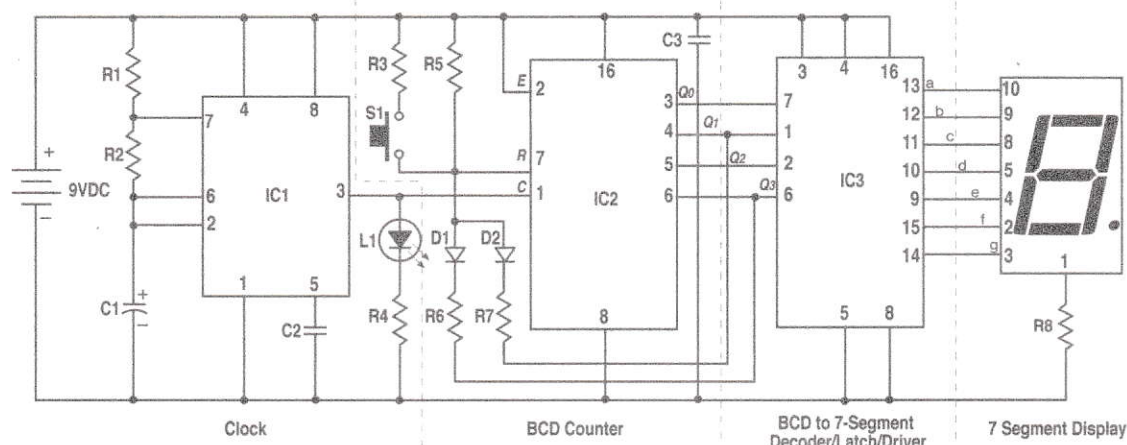 C3
R1
R3
R5
16
3
4
16
E
2
4
8
13
a
10
7
S1
3
Q0
7
12
b
9
R2
4
Q1
1
11
c
8
+
9VDC
-
R
7
5
Q2
2
10
d
5
6
IC1
3
C
1
IC2
6
Q3
6
IC3
9
e
4
2
L1
D1
D2
15
f
2
14
g
3
1
C1
+
-
1
5
C2
R4
R6
R7
8
5
8
R8
Clock
BCD Counter
BCD to 7-Segment
Decoder/Latch/Driver
7 Segment Display